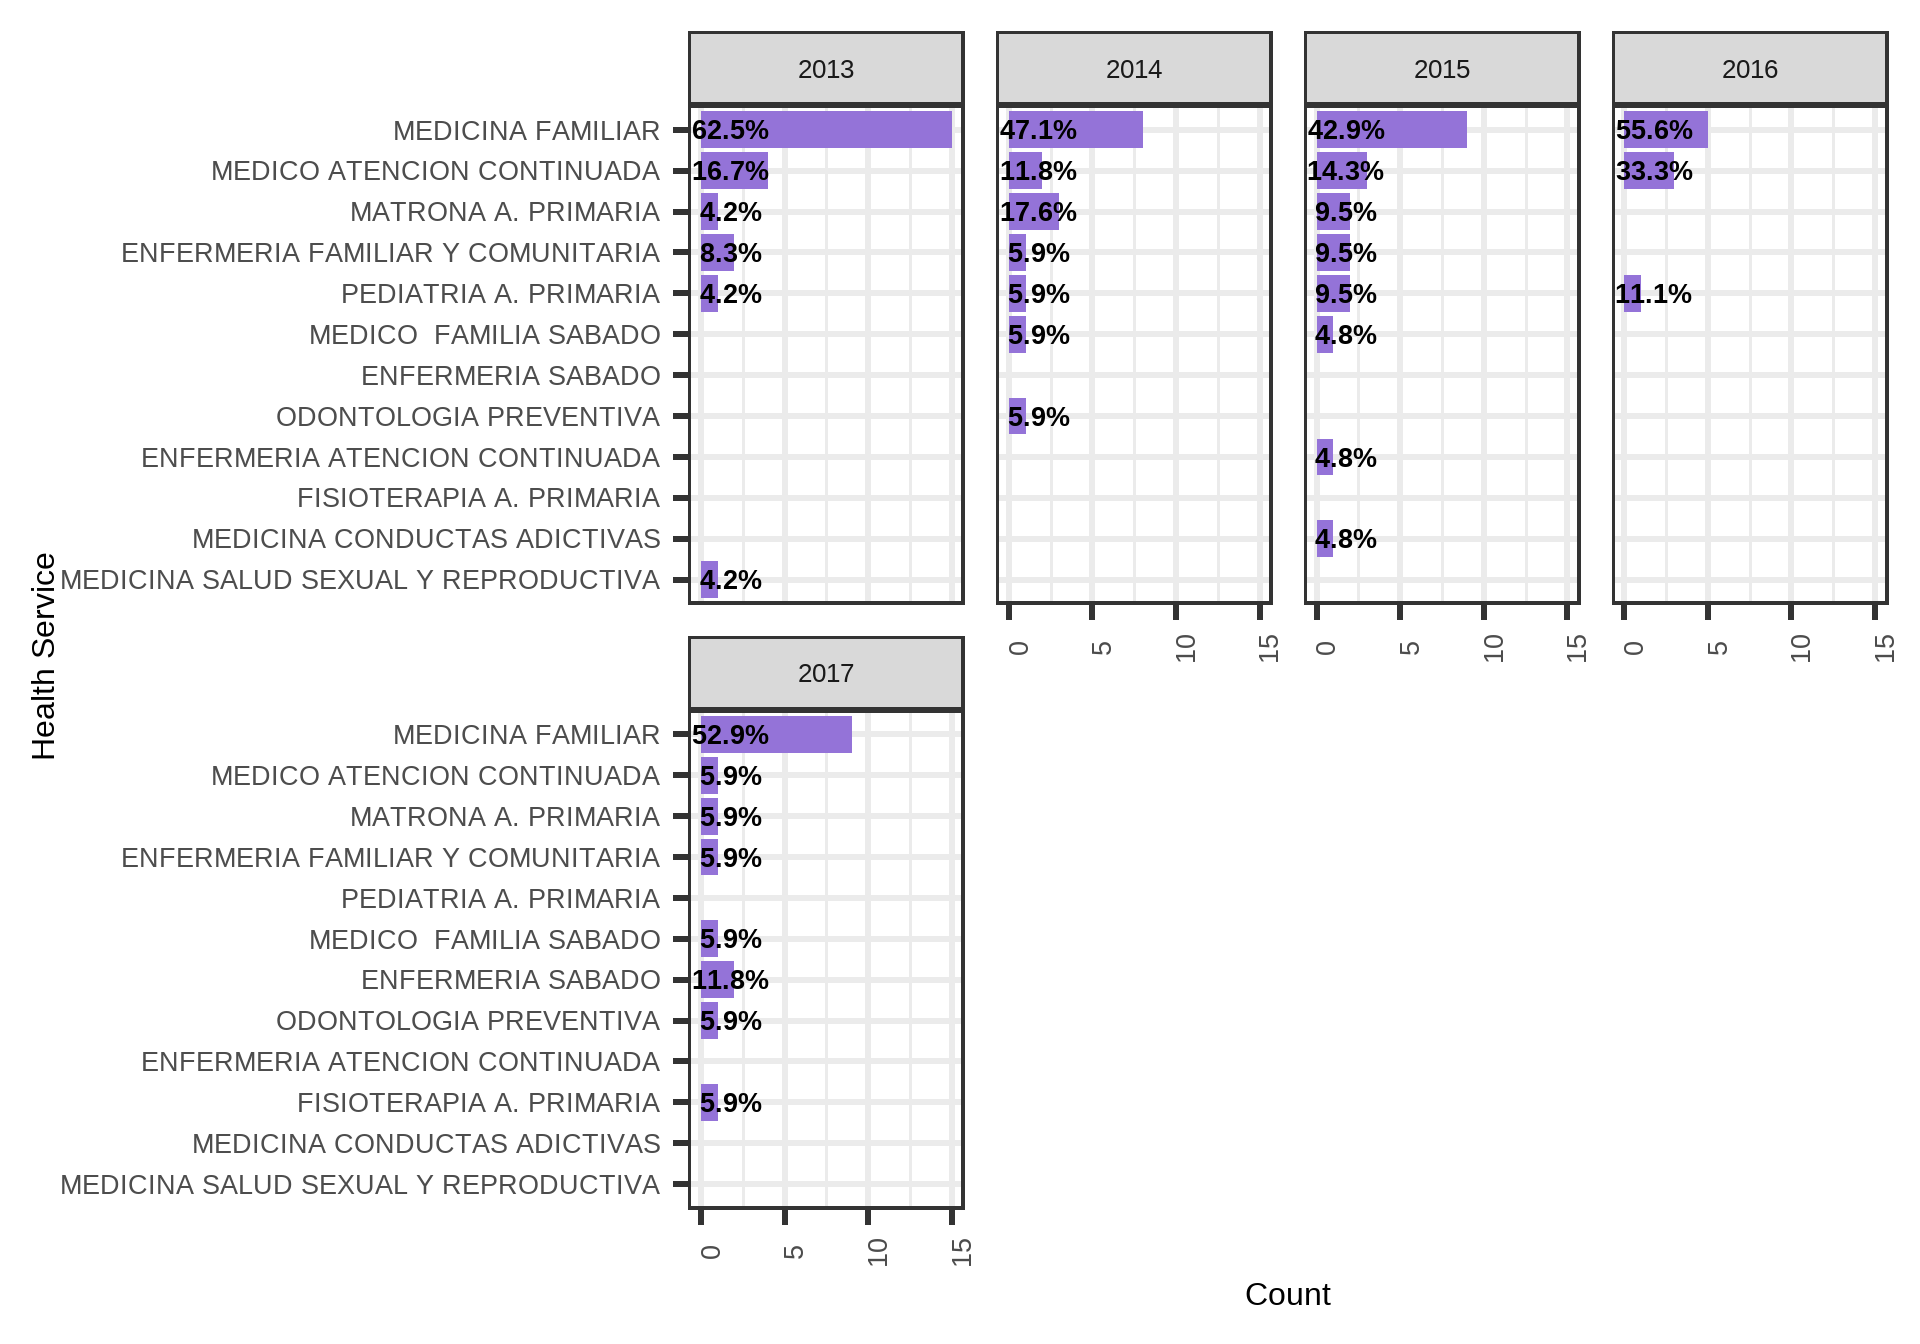 2013 2014 2015 2016
MEDICINA FAMILIAR 62.5% 47.1% 42.9% 55.6%
MEDICO ATENCION CONTINUADA 16.7% 11.8% 14.3% 33.3%
MATRONA A. PRIMARIA 4.2% 17.6% 9.5%
ENFERMERIA FAMILIAR Y COMUNITARIA 8.3% 5.9% 9.5%
PEDIATRIA A. PRIMARIA 4.2% 5.9% 9.5% 11.1%
MEDICO  FAMILIA SABADO 5.9% 4.8%
ENFERMERIA SABADO
ODONTOLOGIA PREVENTIVA 5.9%
ENFERMERIA ATENCION CONTINUADA 4.8%
FISIOTERAPIA A. PRIMARIA
MEDICINA CONDUCTAS ADICTIVAS 4.8%
MEDICINA SALUD SEXUAL Y REPRODUCTIVA 4.2%
0 5 10 15 0 5 10 15 0 5 10 15
Health Service
2017
MEDICINA FAMILIAR 52.9%
MEDICO ATENCION CONTINUADA 5.9%
MATRONA A. PRIMARIA 5.9%
ENFERMERIA FAMILIAR Y COMUNITARIA 5.9%
PEDIATRIA A. PRIMARIA
MEDICO  FAMILIA SABADO 5.9%
ENFERMERIA SABADO 11.8%
ODONTOLOGIA PREVENTIVA 5.9%
ENFERMERIA ATENCION CONTINUADA
FISIOTERAPIA A. PRIMARIA 5.9%
MEDICINA CONDUCTAS ADICTIVAS
MEDICINA SALUD SEXUAL Y REPRODUCTIVA
0 5 10 15
Count